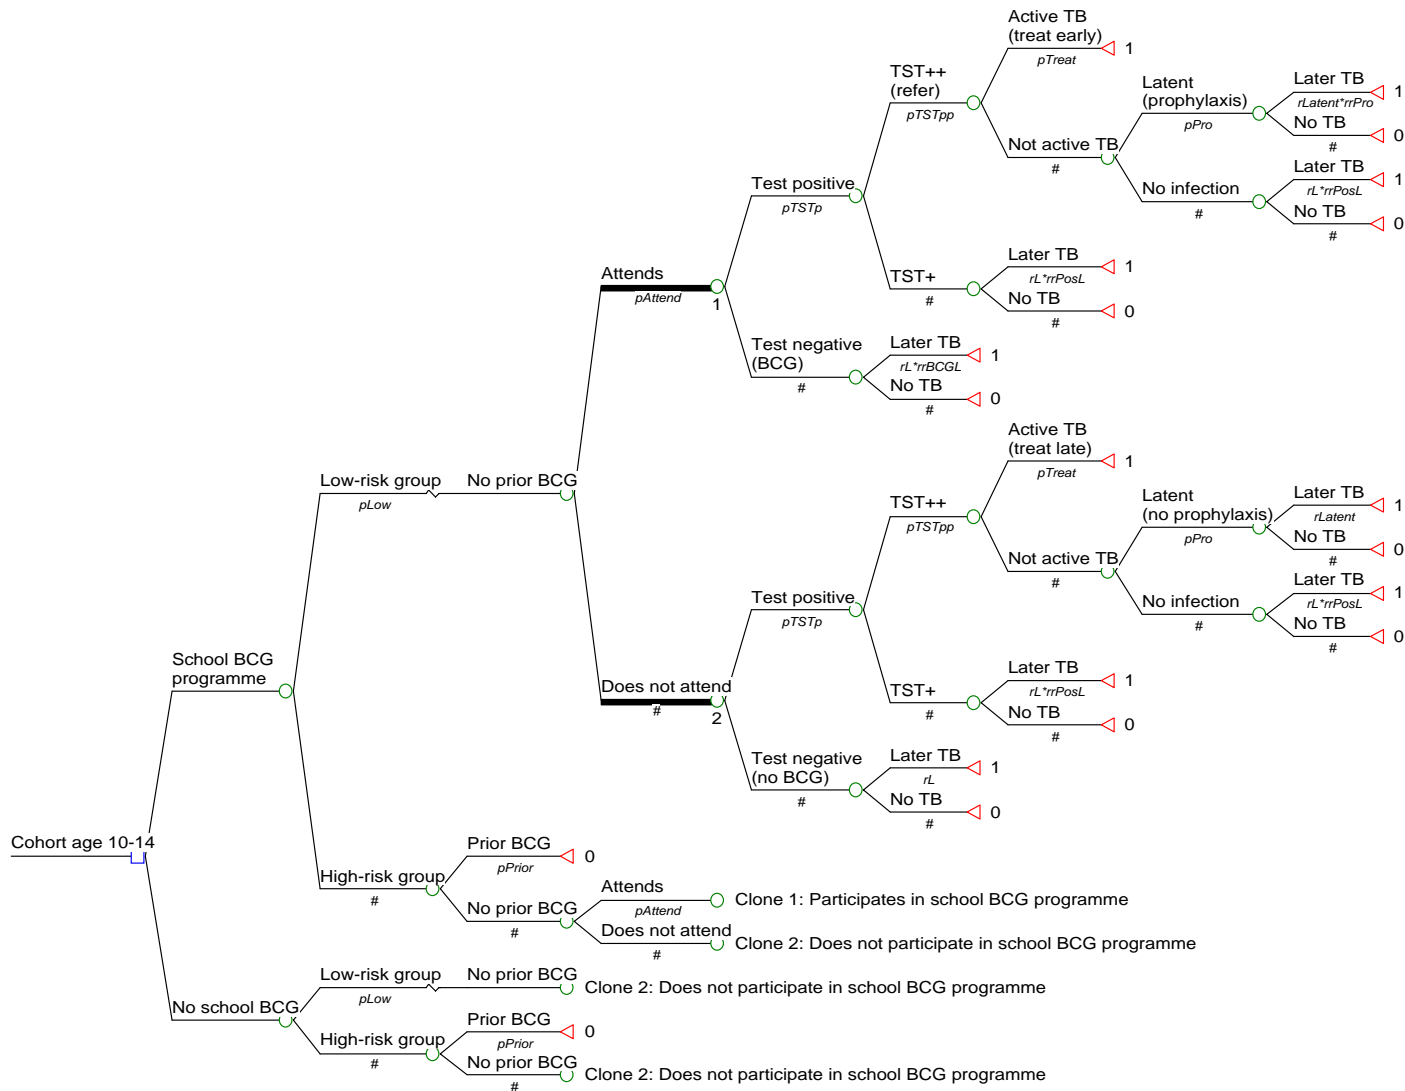 Active TB
(treat early)
pTreat
1
TST++
(refer)
pTSTpp
Latent
(prophylaxis)
pPro
Later TB
1
rLatent*rrPro
No TB
0
#
Not active TB
#
No infection
#
Later TB
1
rL*rrPosL
No TB
0
#
Test positive
pTSTp
TST+
#
Later TB
1
rL*rrPosL
No TB
0
#
Attends
pAttend
1
Test negative
(BCG)
#
Later TB
1
rL*rrBCGL
No TB
0
#
Low-risk group
pLow
No prior BCG
Active TB
(treat late)
pTreat
1
TST++
pTSTpp
Latent
(no prophylaxis)
pPro
Later TB
1
rLatent
No TB
0
#
Not active TB
#
No infection
#
Later TB
1
rL*rrPosL
No TB
0
#
Test positive
pTSTp
School BCG
programme
Does not attend
#
2
TST+
#
Later TB
1
rL*rrPosL
No TB
0
#
Test negative
(no BCG)
#
Later TB
1
rL
No TB
0
#
Cohort age 10-14
High-risk group
#
Prior BCG
0
pPrior
No prior BCG
#
Attends
pAttend
Clone 1: Participates in school BCG programme
Does not attend
#
Clone 2: Does not participate in school BCG programme
No school BCG
Low-risk group
pLow
No prior BCG
Clone 2: Does not participate in school BCG programme
High-risk group
#
Prior BCG
0
pPrior
No prior BCG
#
Clone 2: Does not participate in school BCG programme